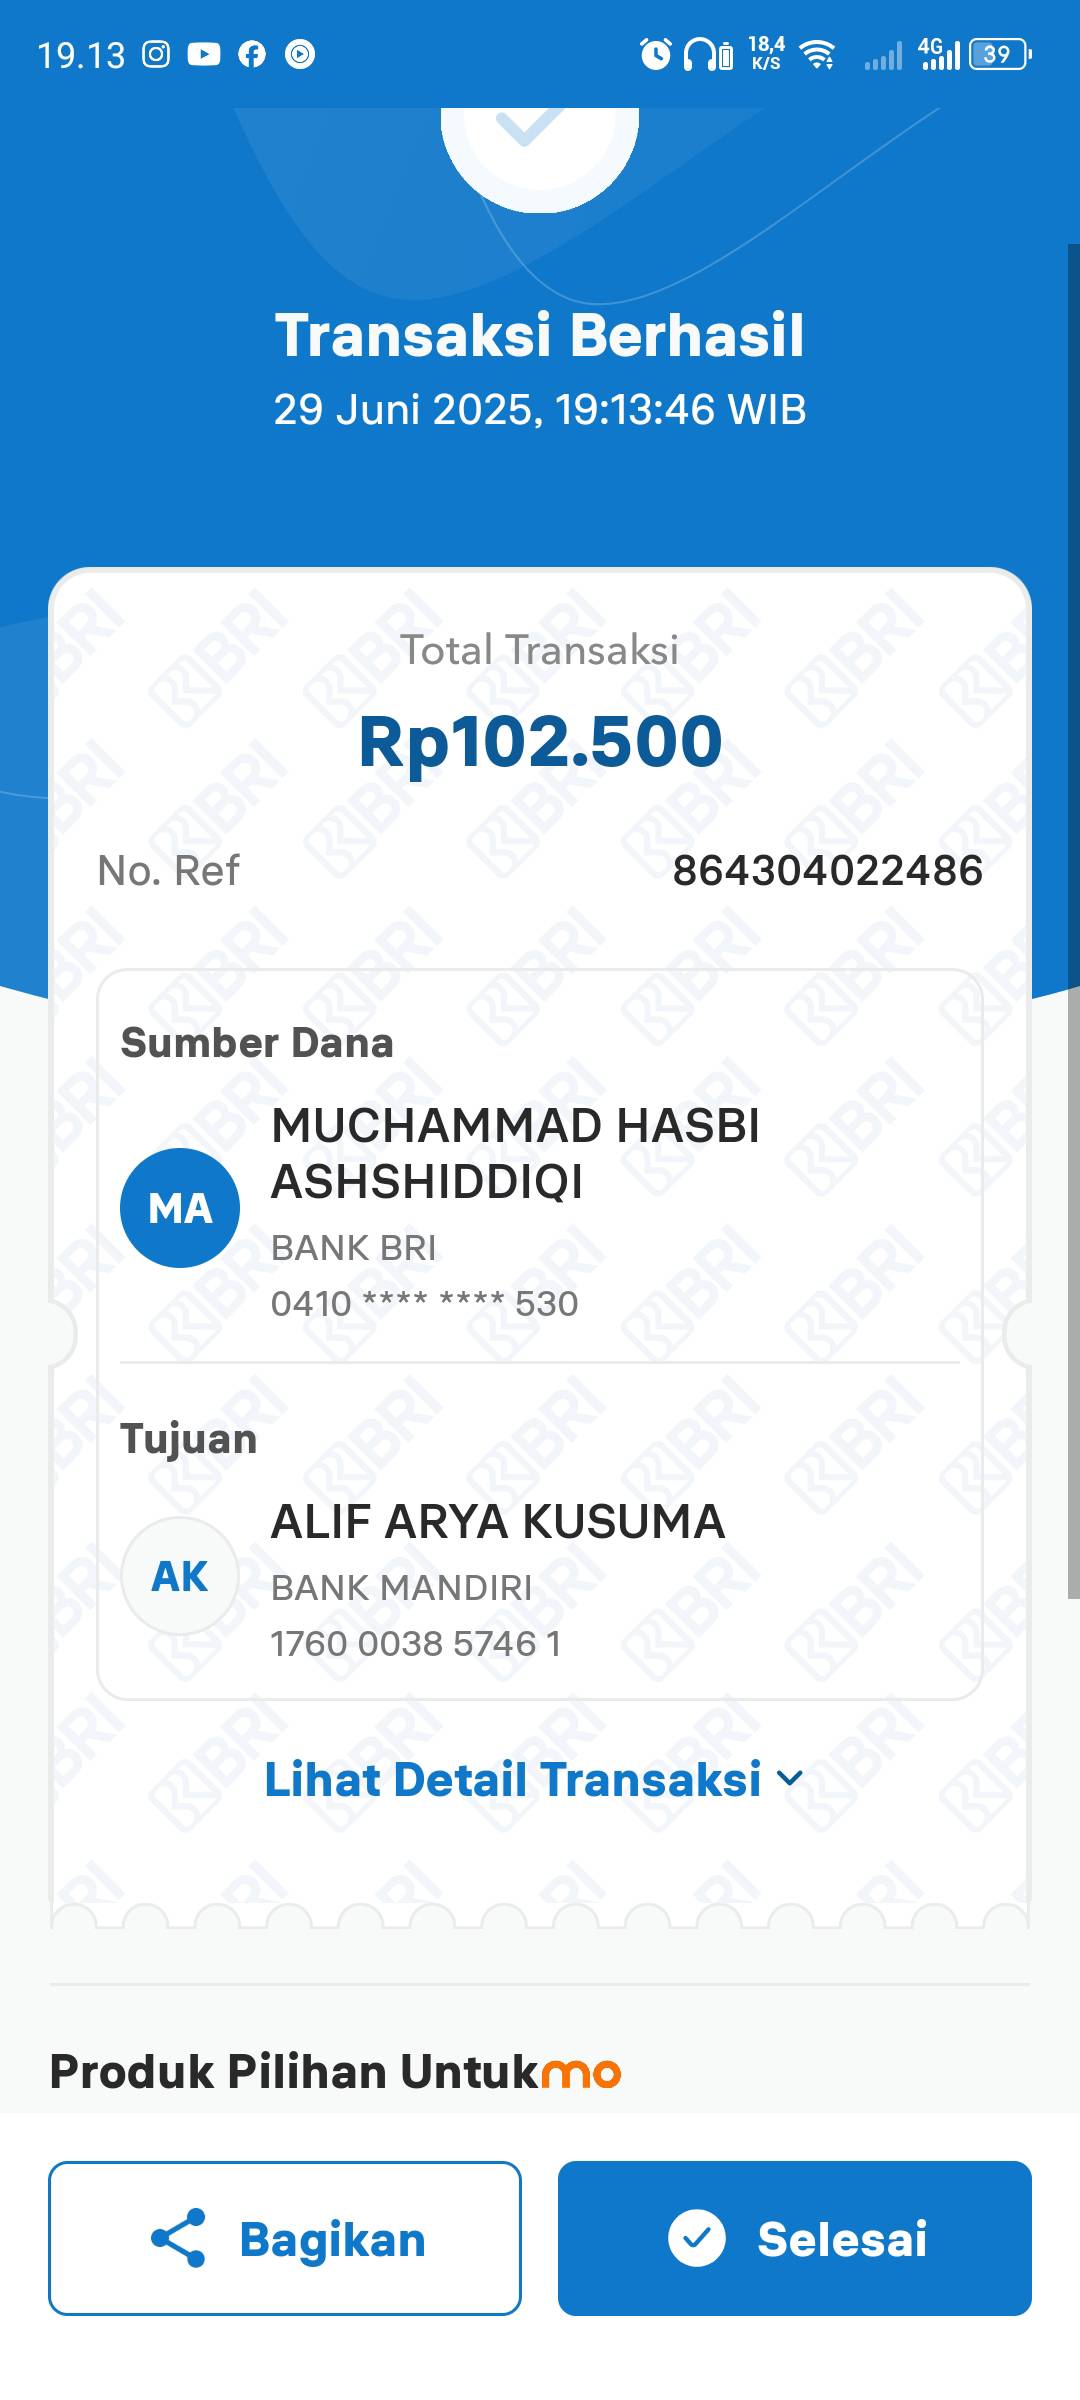 19.13
18,4
K/S
4G
39
Transaksi Berhasil
29 Juni 2025, 19:13:46 WIB
Total Transaksi
Rp102.500
No. Ref
864304022486
Sumber Dana
MA
MUCHAMMAD HASBI
ASHSHIDDIQI
BANK BRI
0410 **** **** 530
Tujuan
AK
ALIF ARYA KUSUMA
BANK MANDIRI
1760 0038 5746 1
Lihat Detail Transaksi
Produk Pilihan Untukmo
Bagikan
Selesai
BRI